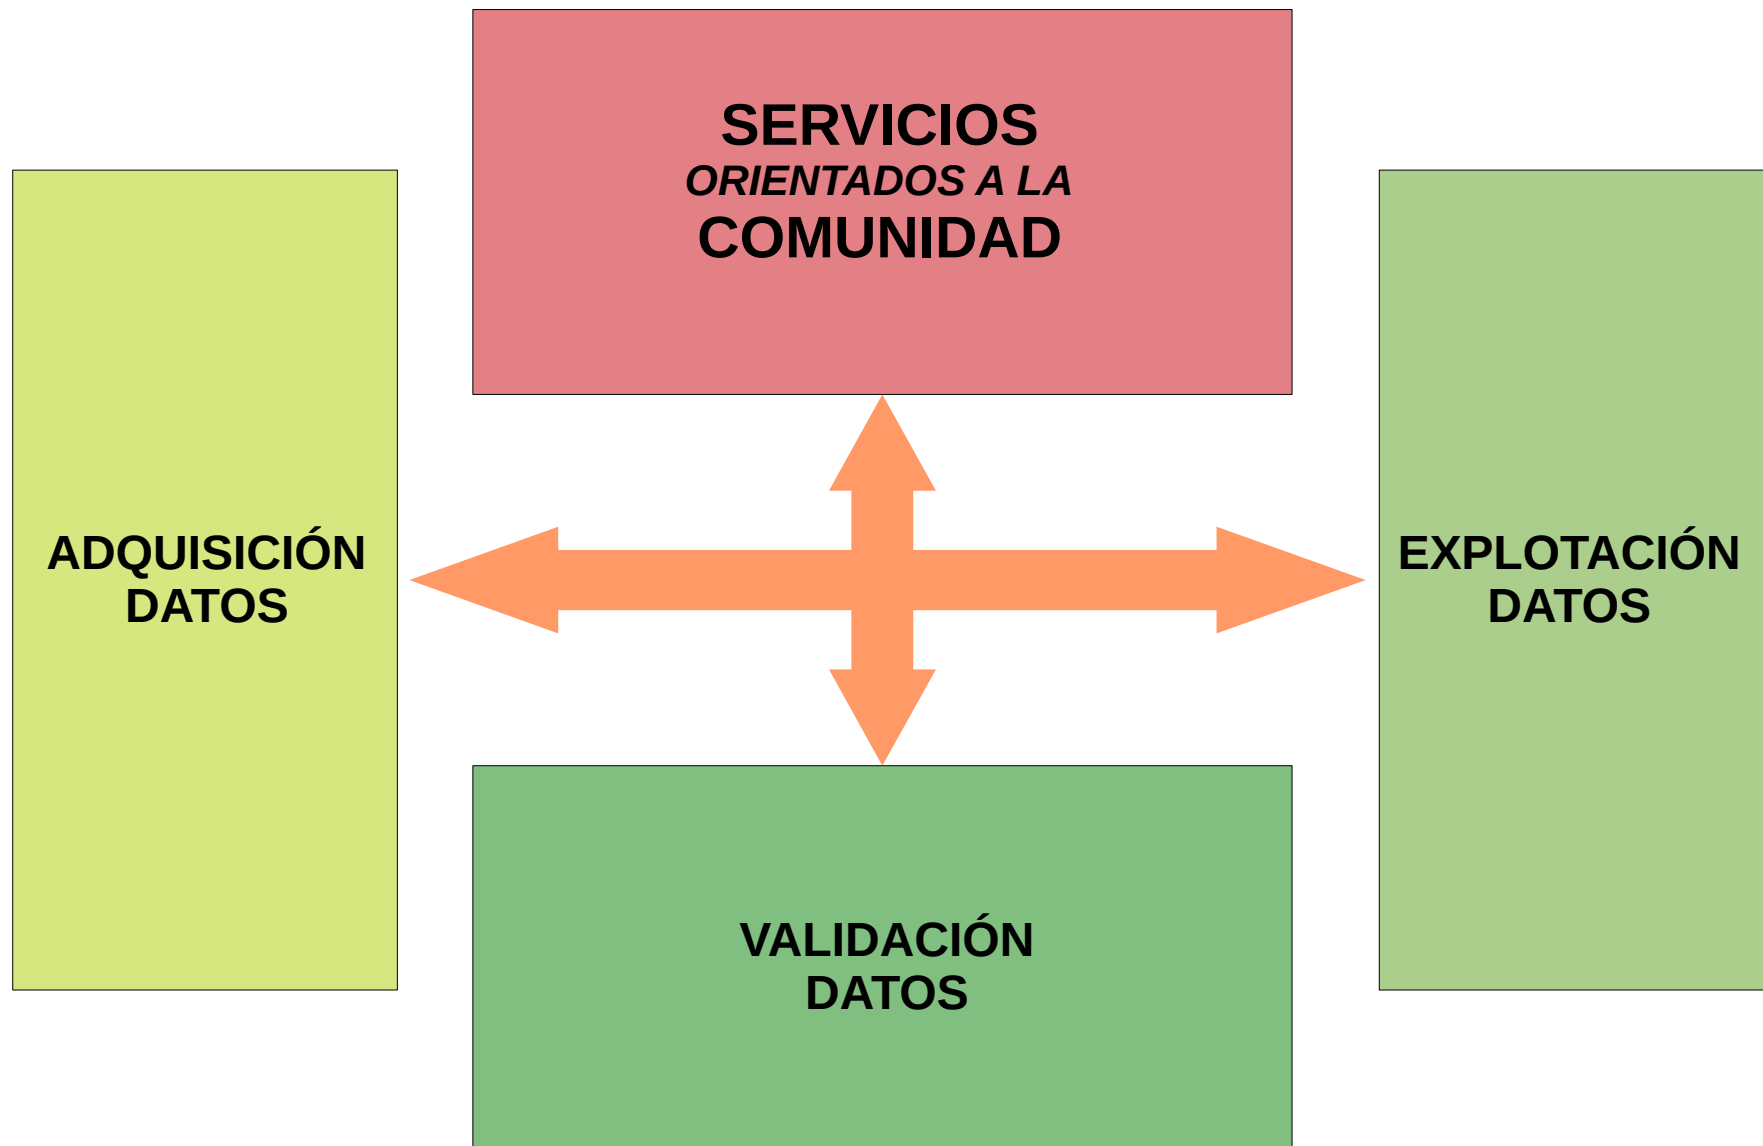 SERVICIOS
ORIENTADOS A LA
COMUNIDAD
ADQUISICIÓN
DATOS
EXPLOTACIÓN
DATOS
VALIDACIÓN
DATOS